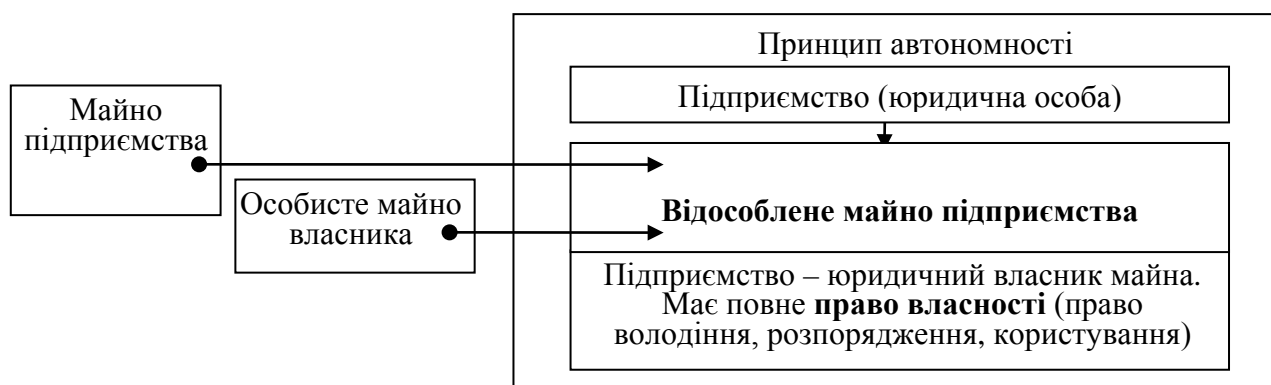 Принцип автономності
Підприємство (юридична особа)
Майно
підприємства
Особисте майно
власника
Відособлене майно підприємства
Підприємство – юридичний власник майна.
Має повне право власності (право
володіння, розпорядження, користування)